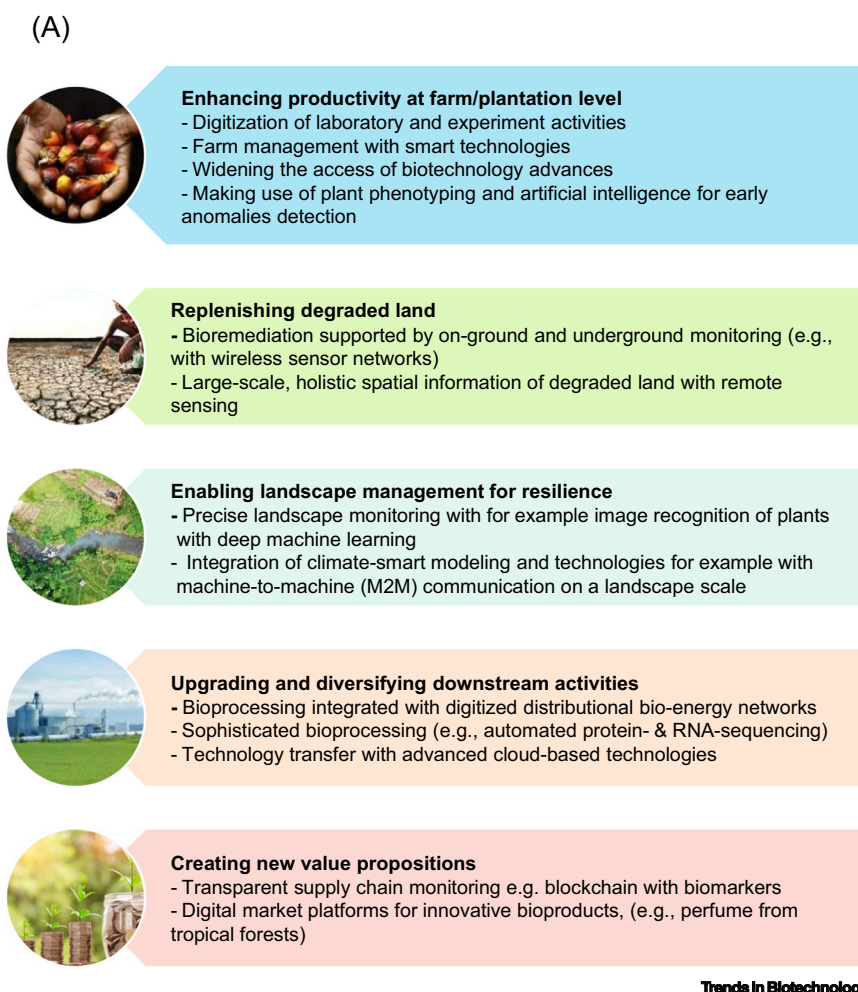 (A)
Enhancing productivity at farm/plantation level
- Digitization of laboratory and experiment activities
- Farm management with smart technologies
- Widening the access of biotechnology advances
- Making use of plant phenotyping and artificial intelligence for early
anomalies detection
Replenishing degraded land
- Bioremediation supported by on-ground and underground monitoring (e.g.,
with wireless sensor networks)
- Large-scale, holistic spatial information of degraded land with remote
sensing
Enabling landscape management for resilience
- Precise landscape monitoring with for example image recognition of plants
with deep machine learning
- Integration of climate-smart modeling and technologies for example with
machine-to-machine (M2M) communication on a landscape scale
Upgrading and diversifying downstream activities
- Bioprocessing integrated with digitized distributional bio-energy networks
- Sophisticated bioprocessing (e.g., automated protein- & RNA-sequencing)
- Technology transfer with advanced cloud-based technologies
Creating new value propositions
- Transparent supply chain monitoring e.g. blockchain with biomarkers
- Digital market platforms for innovative bioproducts, (e.g., perfume from
tropical forests)
Trends in Biotechnolo